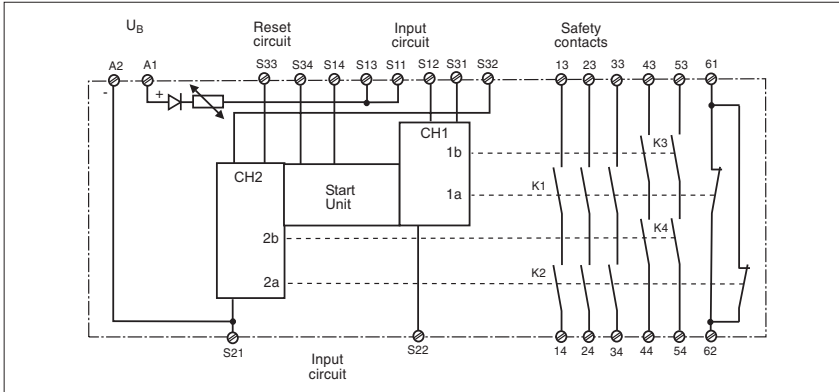 U_B Reset circuit Input circuit Safety contacts
A2 A1 S33 S34 S14 S13 S11 S12 S31 S32 13 23 33 43 53 61
- +
CH1
1b K3
CH2 Start Unit 1a K1
2b K4
2a K2
S21 Input circuit S22 14 24 34 44 54 62